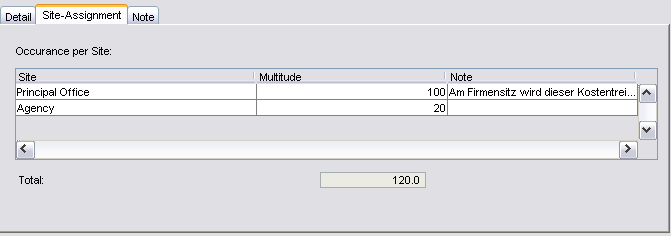 Detail Site-Assignment Note
Occurance per Site:
Site Multitude Note
Principal Office 100 Am Firmensitz wird dieser Kostentrei...
Agency 20
Total: 120.0